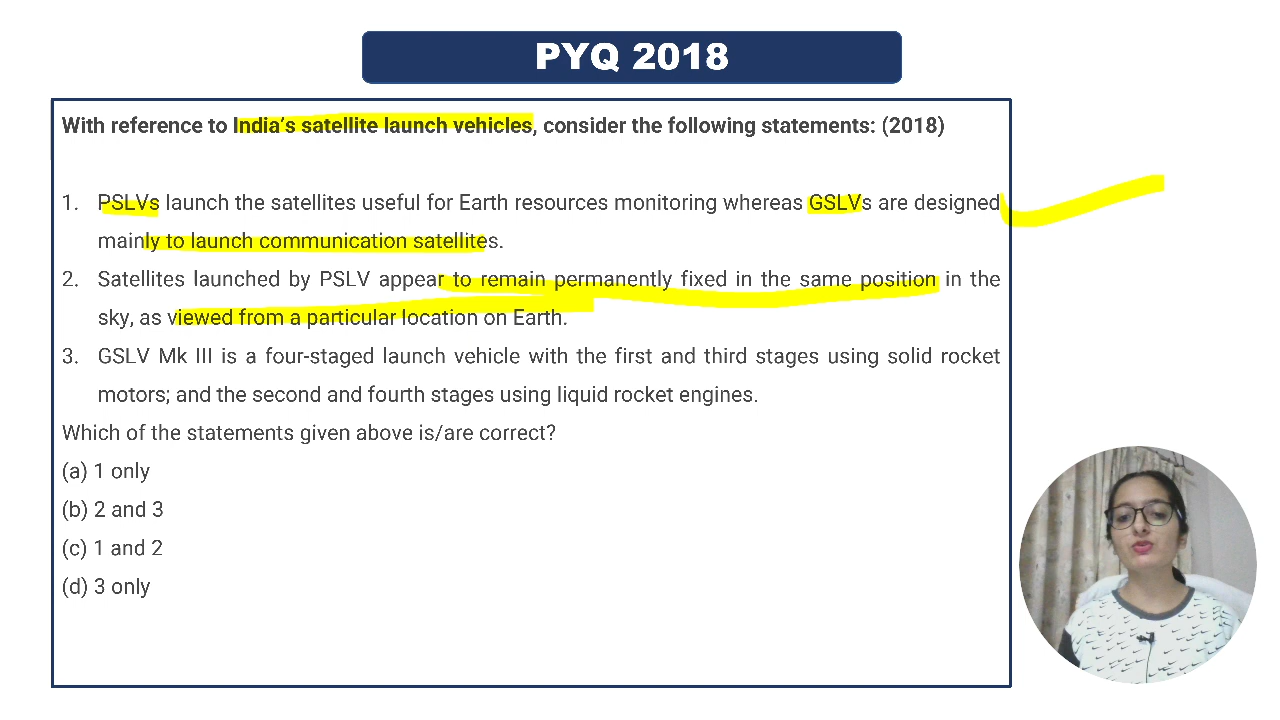 PYQ 2018
With reference to India's satellite launch vehicles, consider the following statements: (2018)
1. PSLVs launch the satellites useful for Earth resources monitoring whereas GSLVs are designed
mainly to launch communication satellites.
2. Satellites launched by PSLV appear to remain permanently fixed in the same position in the
sky, as viewed from a particular location on Earth.
3. GSLV Mk III is a four-staged launch vehicle with the first and third stages using solid rocket
motors; and the second and fourth stages using liquid rocket engines.
Which of the statements given above is/are correct?
(a) 1 only
(b) 2 and 3
(c) 1 and 2
(d) 3 only